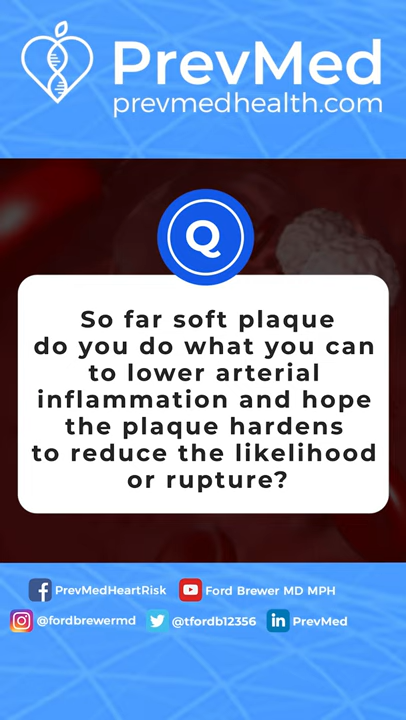 PrevMed
prevmedhealth.com
Q
So far soft plaque
do you do what you can
to lower arterial
inflammation and hope
the plaque hardens
to reduce the likelihood
or rupture?
PrevMedHeartRisk Ford Brewer MD MPH
@fordbrewermd @tfordb12356 PrevMed